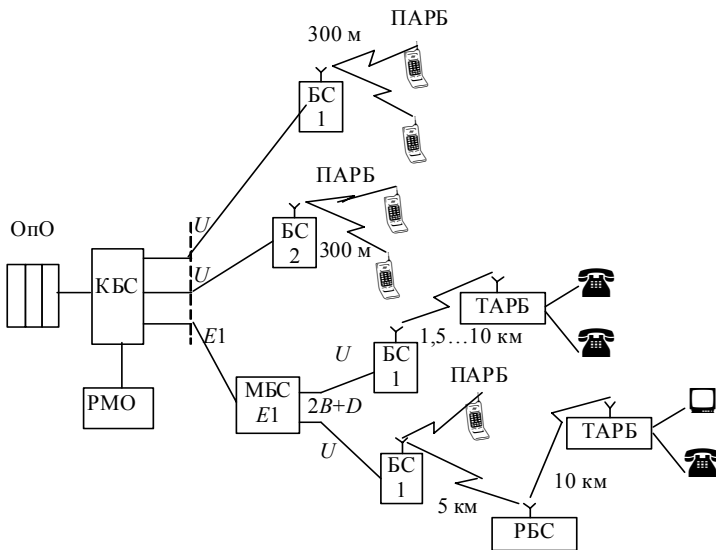 ПАРБ
300 м
БС
1
ПАРБ
ОпО
U
U
БС
2
300 м
КБС
E1
ТАРБ
1,5...10 км
U
БС
1
РМО
МБС
E1
2B+D
ПАРБ
U
БС
1
ТАРБ
5 км
10 км
РБС